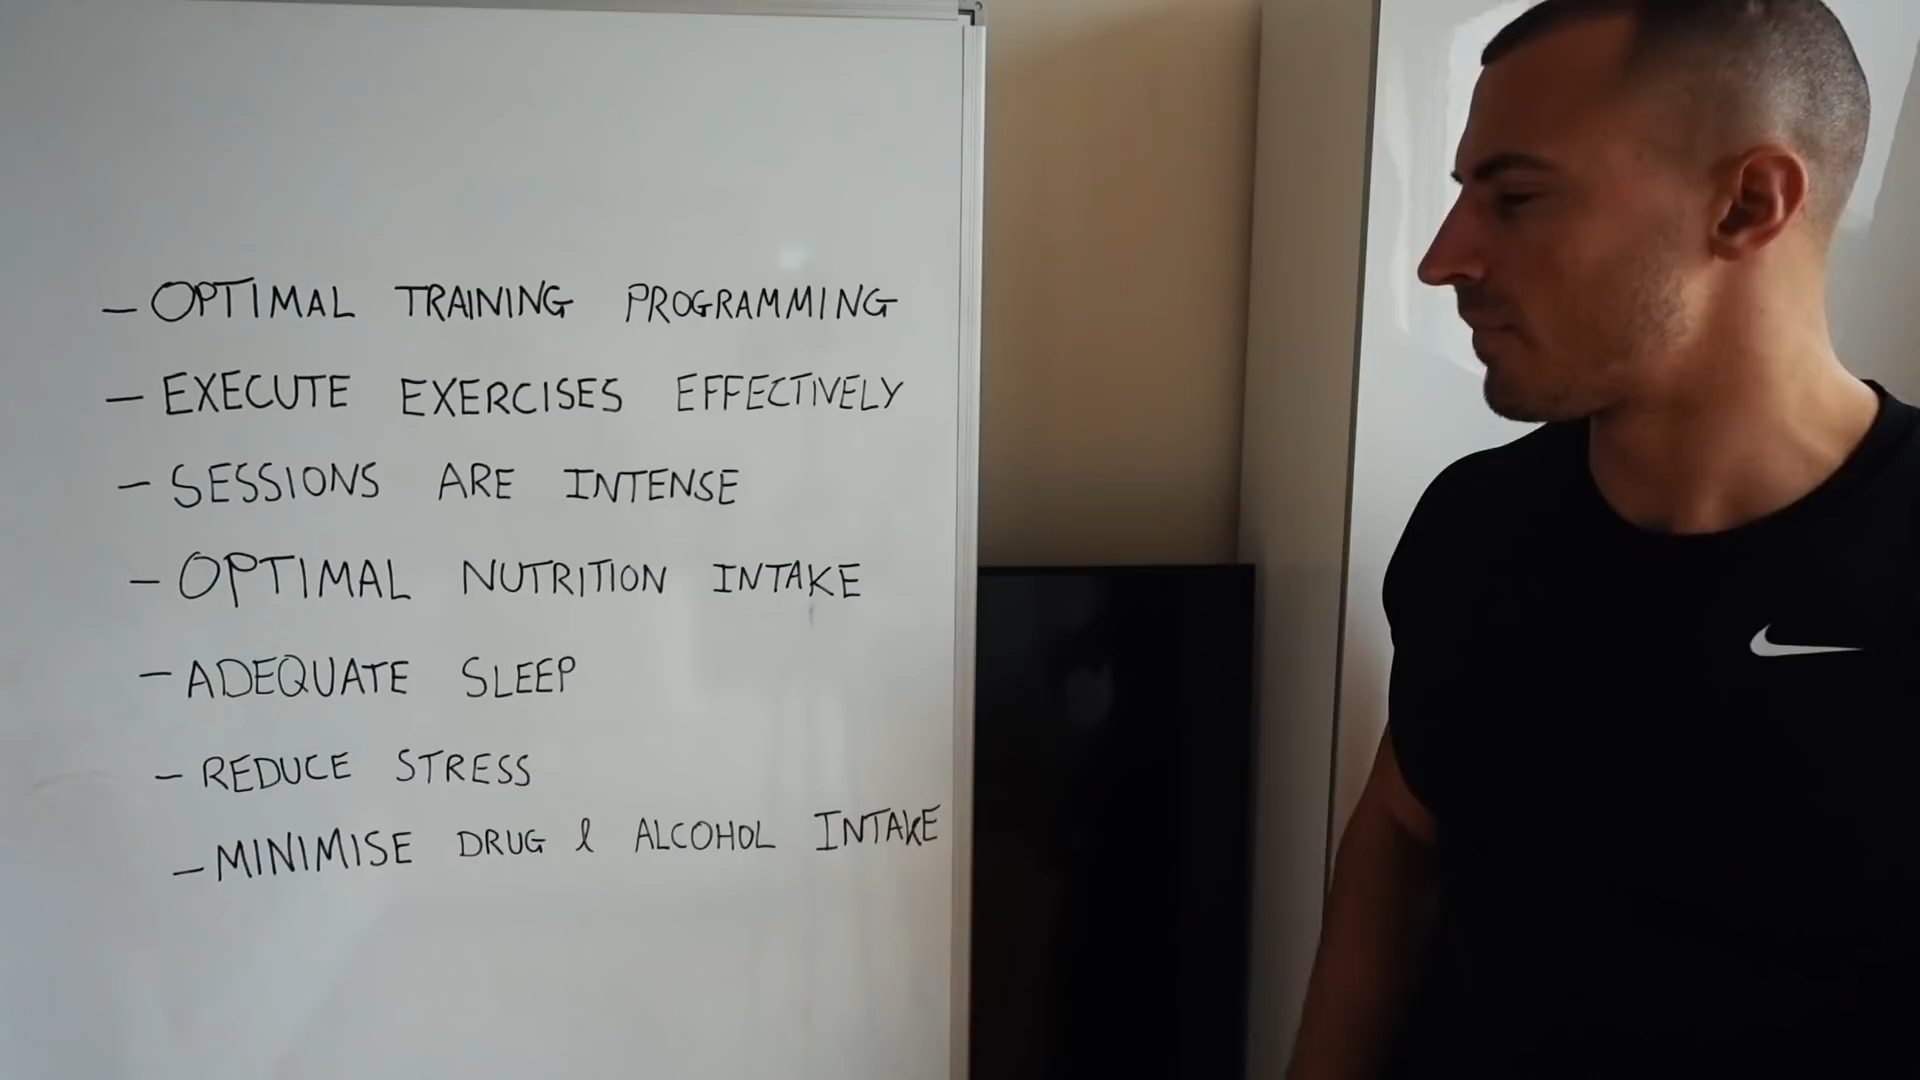 - OPTIMAL TRAINING PROGRAMMING
- EXECUTE EXERCISES EFFECTIVELY
- SESSIONS ARE INTENSE
- OPTIMAL NUTRITION INTAKE
- ADEQUATE SLEEP
- REDUCE STRESS
- MINIMISE DRUG & ALCOHOL INTAKE